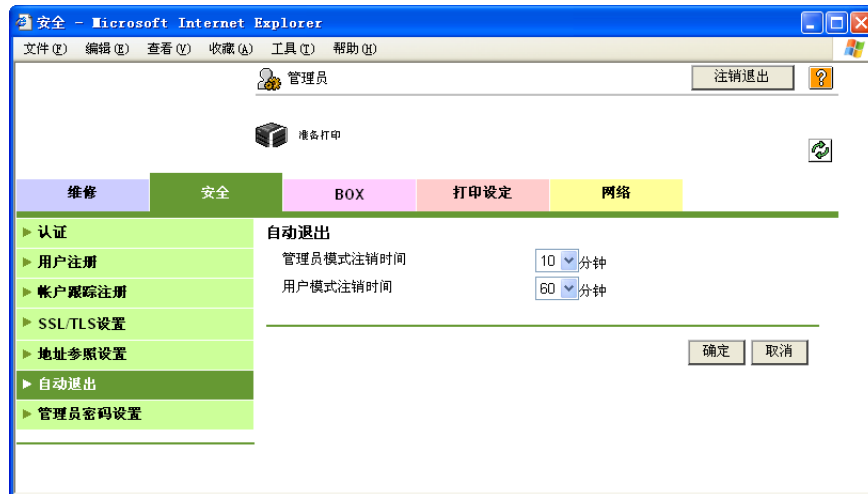 安全 - Microsoft Internet Explorer
文件(F) 编辑(E) 查看(V) 收藏(A) 工具(T) 帮助(H)
管理员 注销退出 ?
准备打印
维修 安全 BOX 打印设定 网络
认证
用户注册
帐户跟踪注册
SSL/TLS设置
地址参照设置
自动退出
管理员密码设置
自动退出
管理员模式注销时间 10 分钟
用户模式注销时间 60 分钟
确定 取消